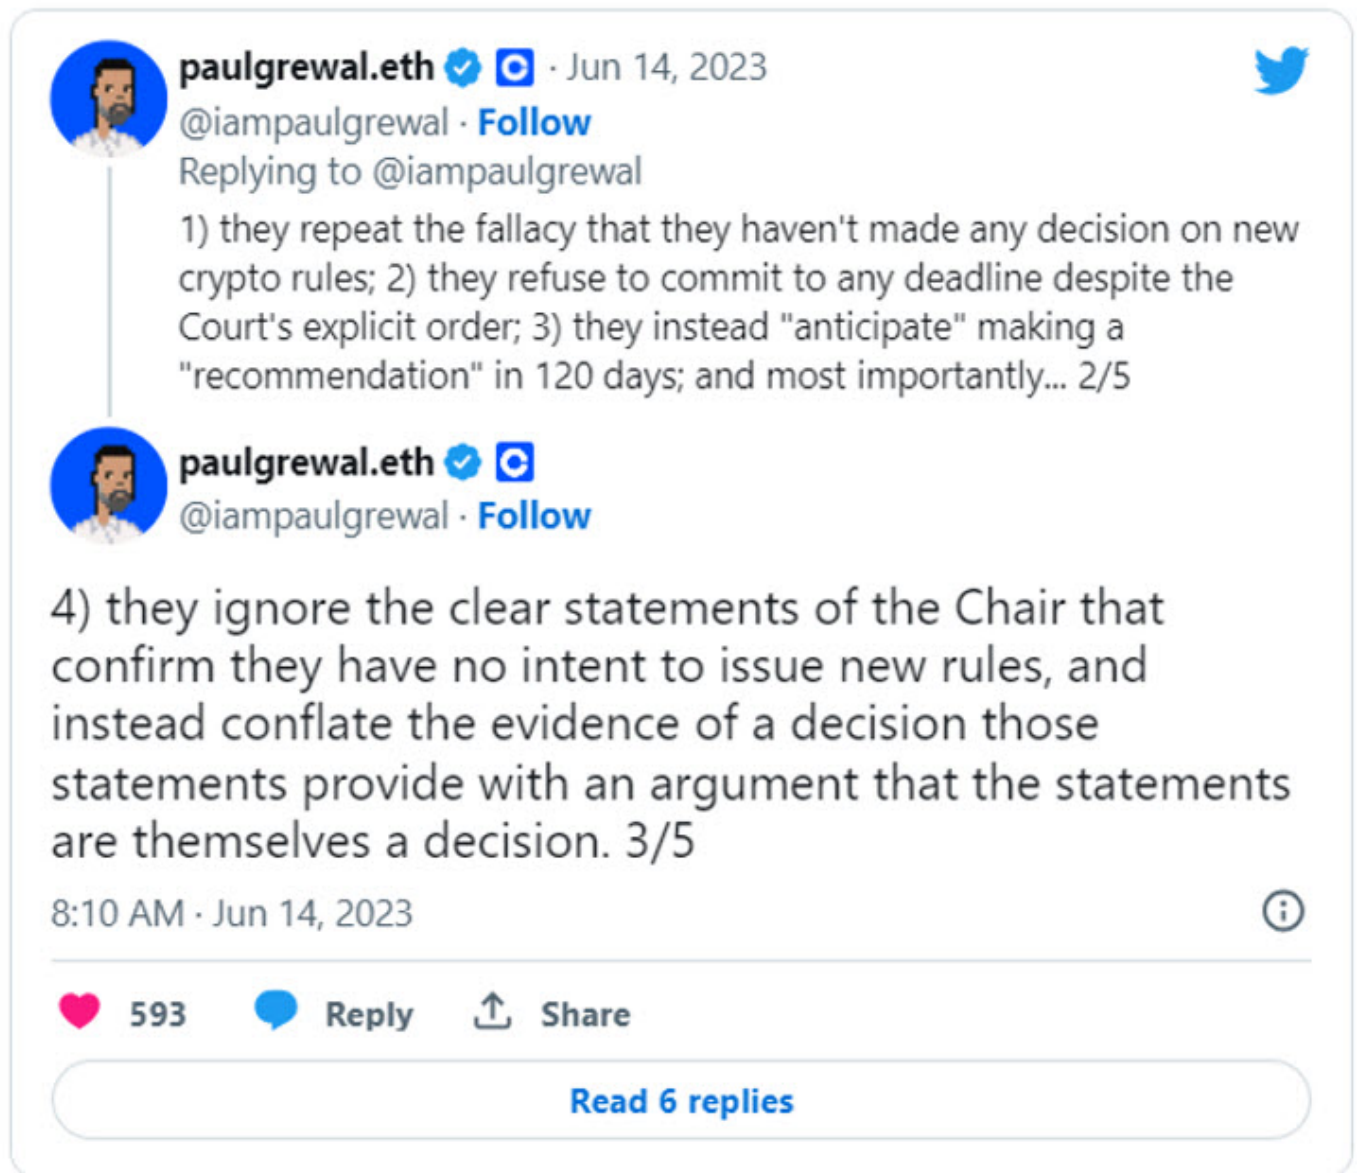 paulgrewal.eth · Jun 14, 2023
@iampaulgrewal · Follow
Replying to @iampaulgrewal
1) they repeat the fallacy that they haven't made any decision on new
crypto rules; 2) they refuse to commit to any deadline despite the
Court's explicit order; 3) they instead "anticipate" making a
"recommendation" in 120 days; and most importantly... 2/5
paulgrewal.eth
@iampaulgrewal · Follow
4) they ignore the clear statements of the Chair that
confirm they have no intent to issue new rules, and
instead conflate the evidence of a decision those
statements provide with an argument that the statements
are themselves a decision. 3/5
8:10 AM · Jun 14, 2023
593 Reply Share
Read 6 replies